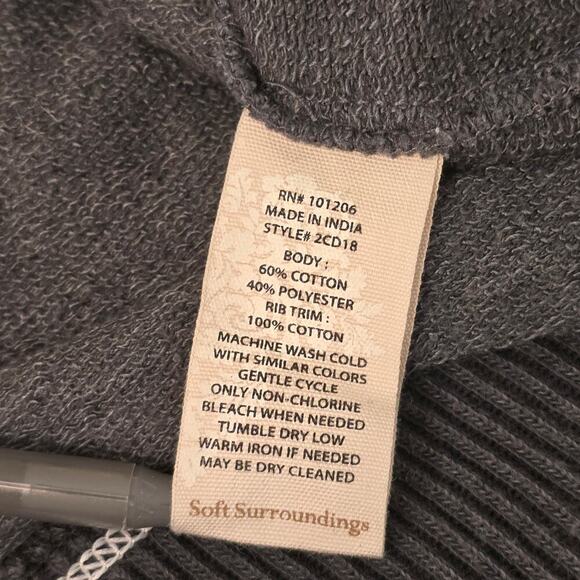 RN# 101206
MADE IN INDIA
STYLE# 2CD18
BODY :
60% COTTON
40% POLYESTER
RIB TRIM :
100% COTTON
MACHINE WASH COLD
WITH SIMILAR COLORS
GENTLE CYCLE
ONLY NON-CHLORINE
BLEACH WHEN NEEDED
TUMBLE DRY LOW
WARM IRON IF NEEDED
MAY BE DRY CLEANED
Soft Surroundings